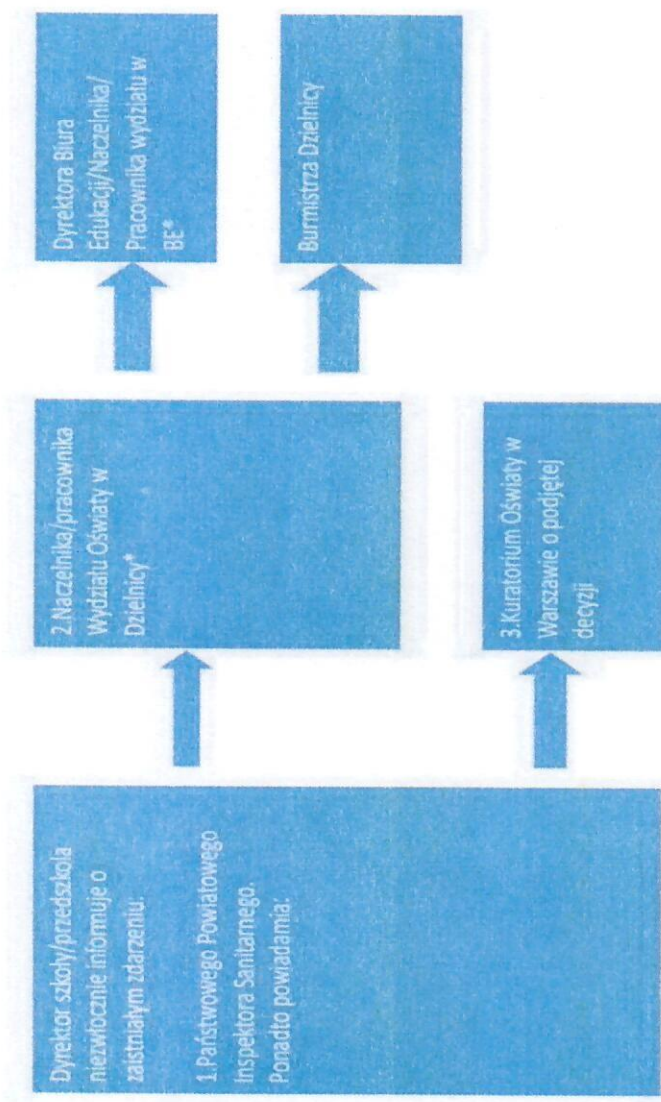 Dyrektor szkoły/przedszkola
niezwłocznie informuje o
zaistniałym zdarzeniu:
1.Państwowego Powiatowego
Inspektora Sanitarnego.
Ponadto powiadamia:
2.Naczelnika/pracownika
Wydziału Oświaty w
Dzielnicy*
3.Kuratorium Oświaty w
Warszawie o podjętej
decyzji
Dyrektora Biura
Edukacji/Naczelnika/
Pracownika wydziału w
BE*
Burmistrza Dzielnicy